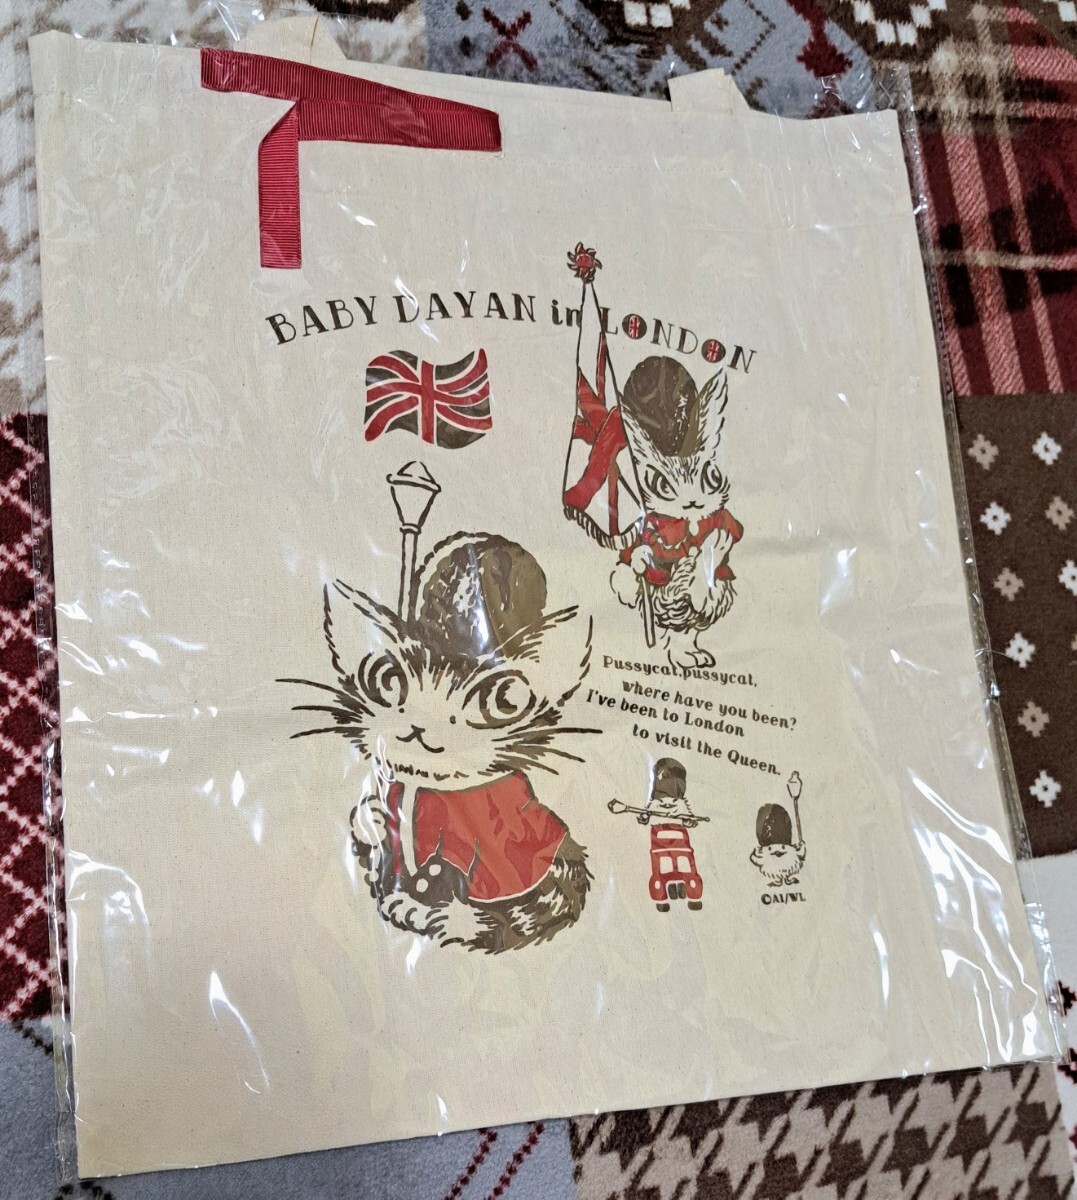 BABY DAYAN in LONDON
Pussycat,pussycat,
where have you been?
I've been to London
to visit the Queen.
©AI/WL